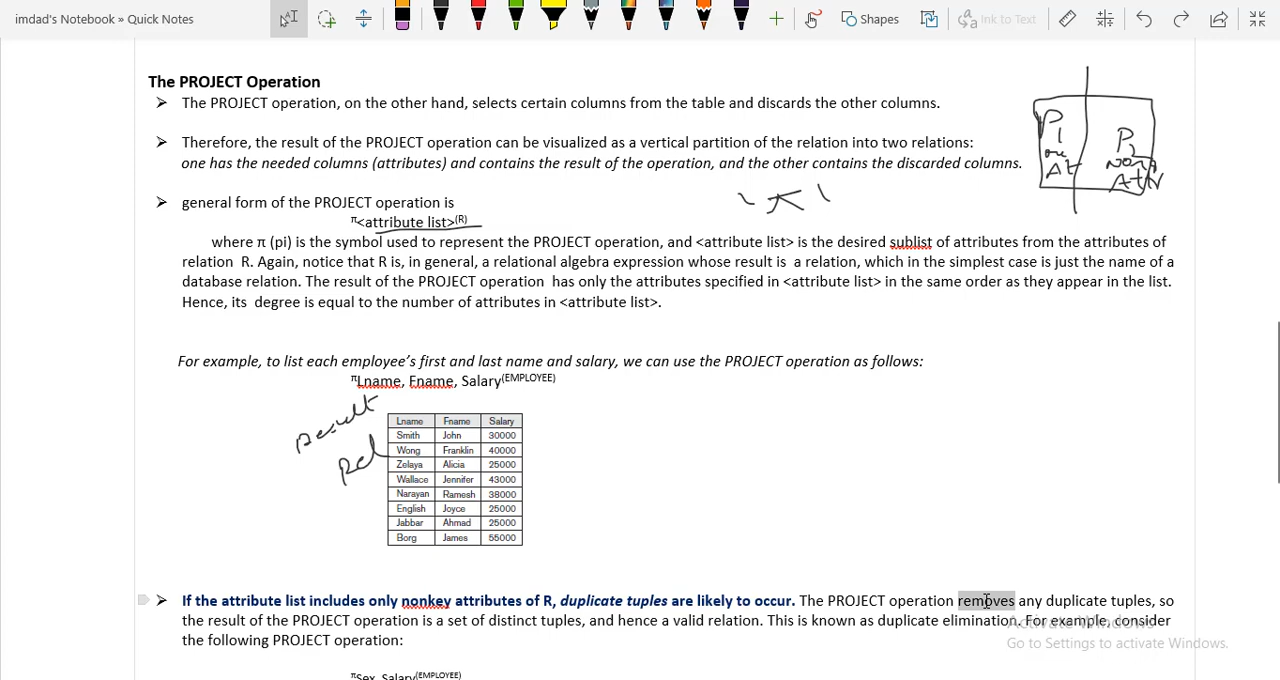 imdad's Notebook » Quick Notes
Shapes
Ink to Text
The PROJECT Operation
➢ The PROJECT operation, on the other hand, selects certain columns from the table and discards the other columns.
➢ Therefore, the result of the PROJECT operation can be visualized as a vertical partition of the relation into two relations:
one has the needed columns (attributes) and contains the result of the operation, and the other contains the discarded columns.
P1
At
P2
Attr
➢ general form of the PROJECT operation is
π<attribute list>(R)
π
where π (pi) is the symbol used to represent the PROJECT operation, and <attribute list> is the desired sublist of attributes from the attributes of
relation R. Again, notice that R is, in general, a relational algebra expression whose result is a relation, which in the simplest case is just the name of a
database relation. The result of the PROJECT operation has only the attributes specified in <attribute list> in the same order as they appear in the list.
Hence, its degree is equal to the number of attributes in <attribute list>.
For example, to list each employee's first and last name and salary, we can use the PROJECT operation as follows:
πLname, Fname, Salary(EMPLOYEE)
result
Rel
Lname Fname Salary
Smith John 30000
Wong Franklin 40000
Zelaya Alicia 25000
Wallace Jennifer 43000
Narayan Ramesh 38000
English Joyce 25000
Jabbar Ahmad 25000
Borg James 55000
➢ If the attribute list includes only nonkey attributes of R, duplicate tuples are likely to occur. The PROJECT operation removes any duplicate tuples, so
the result of the PROJECT operation is a set of distinct tuples, and hence a valid relation. This is known as duplicate elimination. For example, consider
the following PROJECT operation:
Activate Windows
Go to Settings to activate Windows.
πSex, Salary(EMPLOYEE)